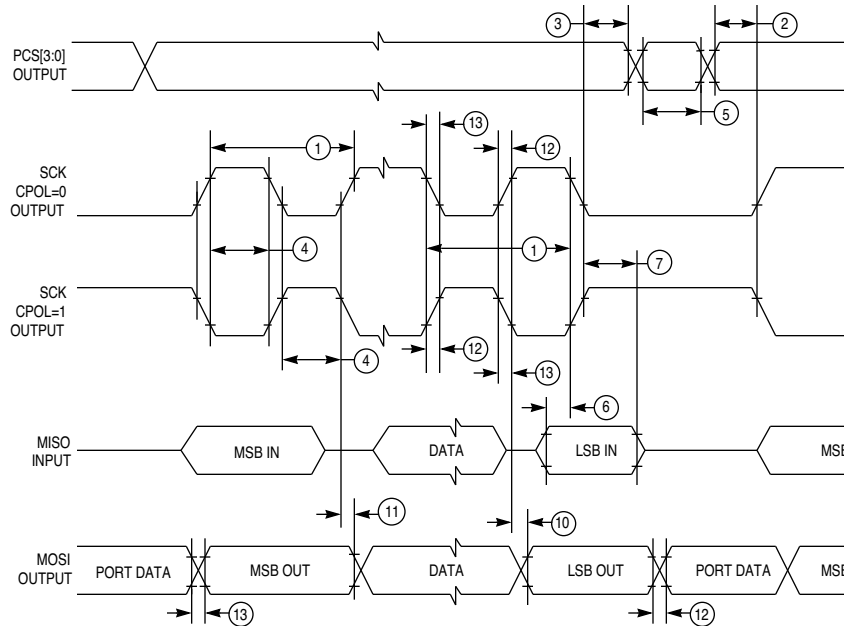 3
2
PCS[3:0]
OUTPUT
5
13
1
12
SCK
CPOL=0
OUTPUT
4
1
7
SCK
CPOL=1
OUTPUT
4
12
13
6
MISO
INPUT
MSB IN
DATA
LSB IN
MSB
11
10
MOSI
OUTPUT
PORT DATA
MSB OUT
DATA
LSB OUT
PORT DATA
MSB
13
12